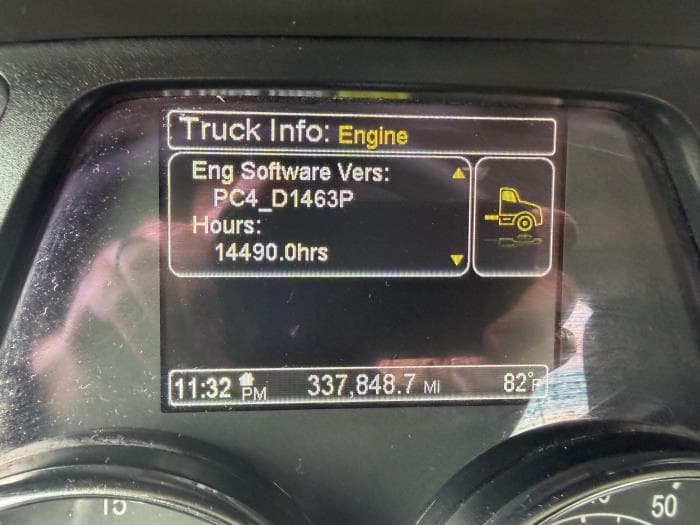 Truck Info: Engine
Eng Software Vers:
PC4_D1463P
Hours:
14490.0hrs
11:32 PM 337,848.7 Mi 82°F
15 50